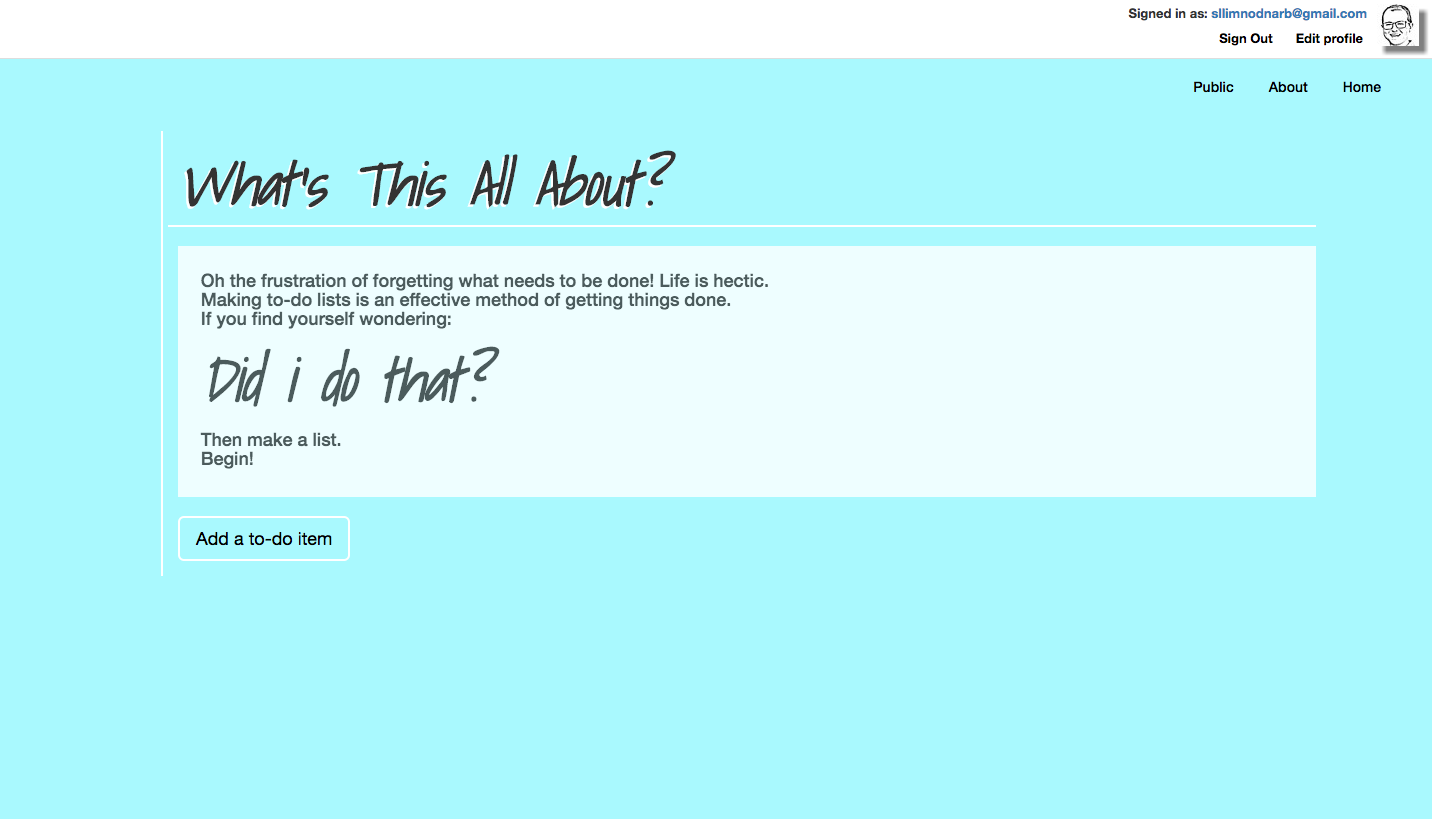 Signed in as: sllimnodnarb@gmail.com
Sign Out Edit profile
Public About Home
What's This All About?
Oh the frustration of forgetting what needs to be done! Life is hectic.
Making to-do lists is an effective method of getting things done.
If you find yourself wondering:
Did i do that?
Then make a list.
Begin!
Add a to-do item